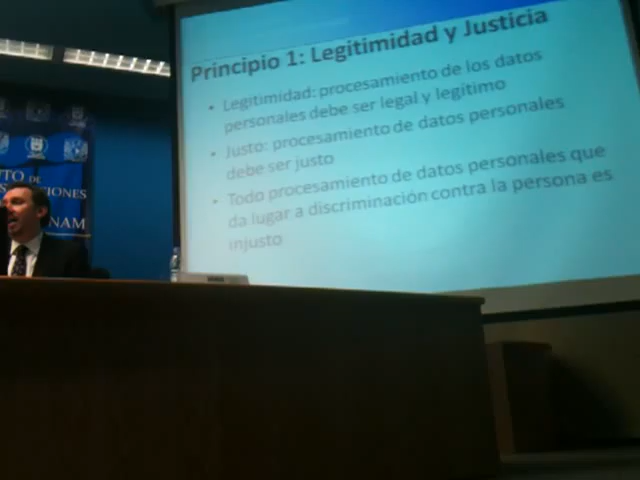 Principio 1: Legitimidad y Justicia
• Legitimidad: procesamiento de los datos
personales debe ser legal y legítimo
• Justo: procesamiento de datos personales
debe ser justo
• Todo procesamiento de datos personales que
da lugar a discriminación contra la persona es
injusto
UTO DE
CIONES
NAM